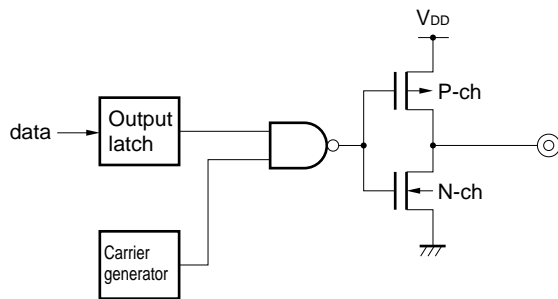 VDD
P-ch
data
Output
latch
N-ch
Carrier
generator